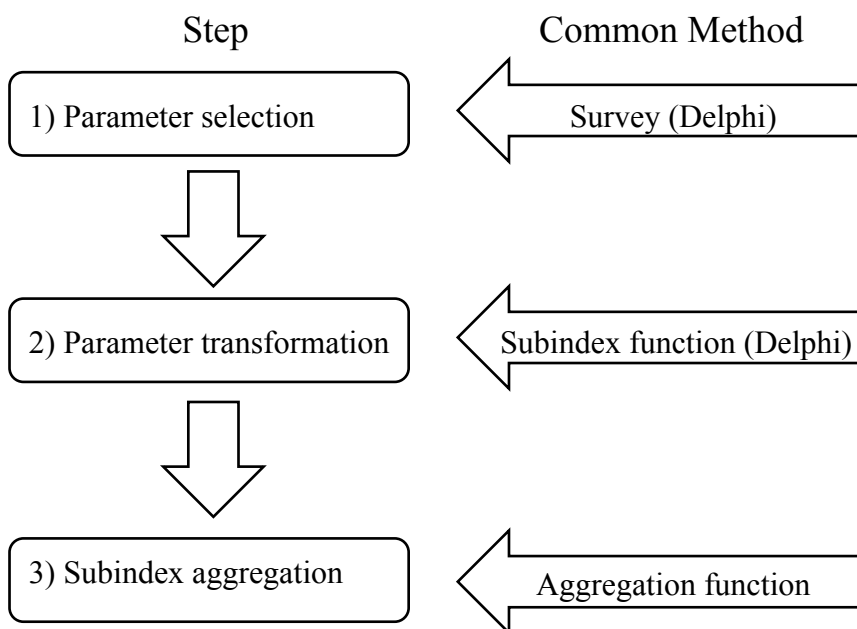 Step
Common Method
1) Parameter selection
Survey (Delphi)
2) Parameter transformation
Subindex function (Delphi)
3) Subindex aggregation
Aggregation function